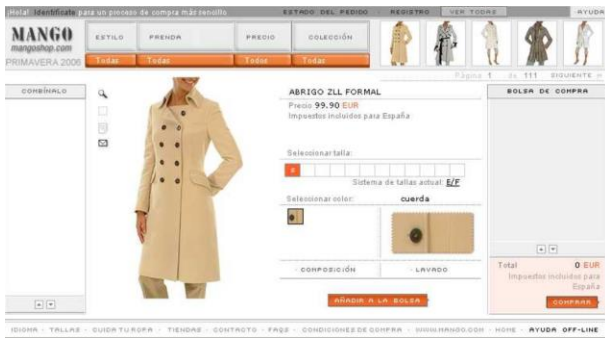 ¡Hola! Identifícate para un proceso de compra más sencillo
ESTADO DEL PEDIDO
REGISTRO
VER TODAS
AYUDA
MANGO
mangoshop.com
PRIMAVERA 2006
ESTILO
PRENDA
PRECIO
COLECCIÓN
Todas
Todas
Todos
Todas
Página 1 de 111 SIGUIENTE
COMBÍNALO
ABRIGO ZLL FORMAL
Precio 99.90 EUR
Impuestos incluidos para España
Seleccionar talla:
Sistema de tallas actual: E/F
Seleccionar color: cuerda
· COMPOSICIÓN
· LAVADO
AÑADIR A LA BOLSA
BOLSA DE COMPRA
Total 0 EUR
Impuestos incluidos para España
COMPRAR
IDIOMA · TALLAS · CUIDA TU ROPA · TIENDAS · CONTACTO · FAQS · CONDICIONES DE COMPRA · WWW.MANGO.COM · HOME · AYUDA OFF-LINE